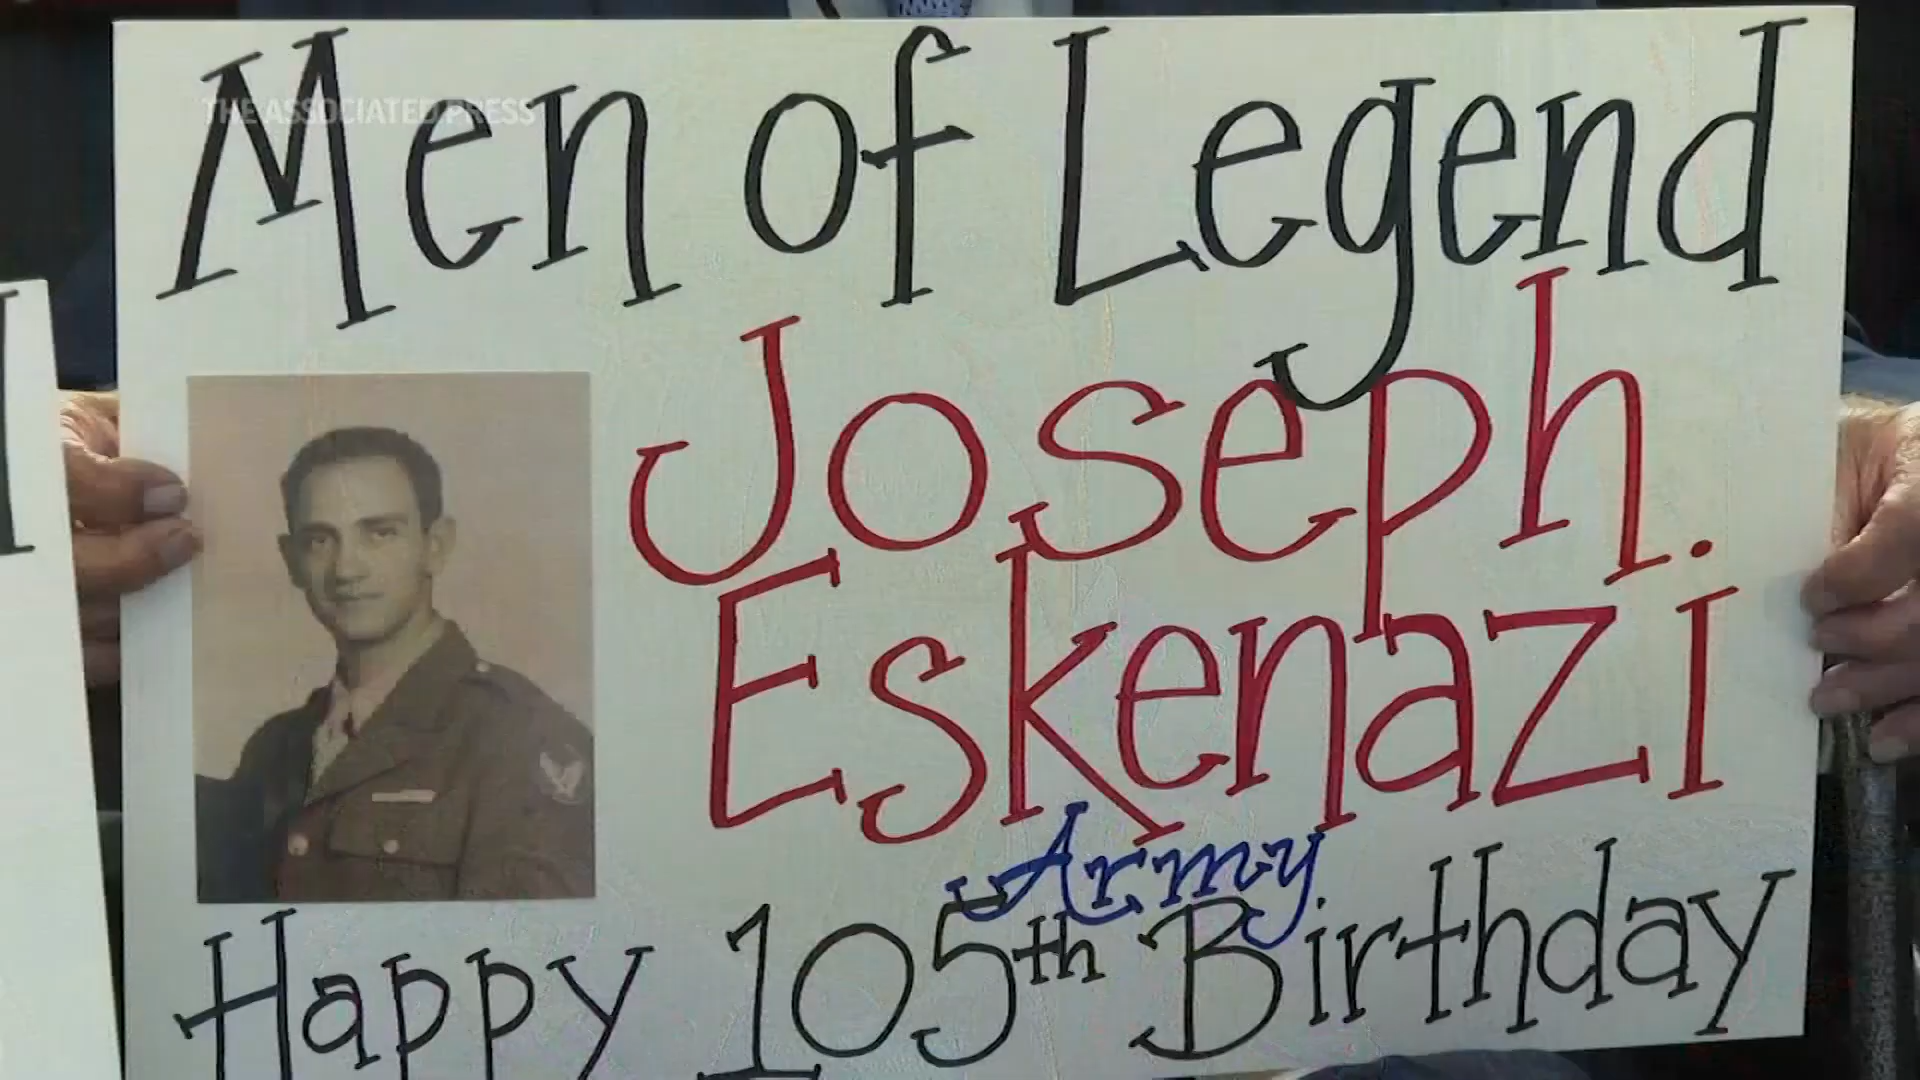 Men of Legend
THE ASSOCIATED PRESS
Joseph
Eskenazi
Army
Happy 105th Birthday